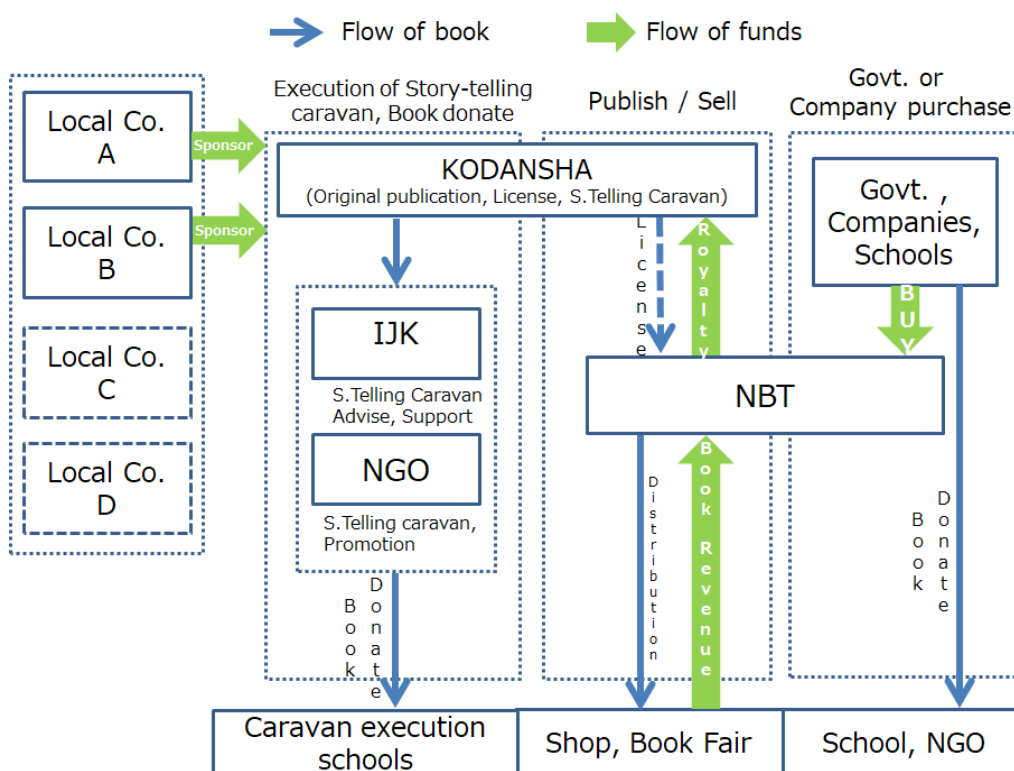 Flow of book
Flow of funds
Execution of Story-telling
caravan, Book donate
Publish / Sell
Govt. or
Company purchase
Local Co.
A
Sponsor
Local Co.
B
Sponsor
Local Co.
C
Local Co.
D
KODANSHA
(Original publication, License, S.Telling Caravan)
License
Royalty
Govt. ,
Companies,
Schools
BUY
IJK
S.Telling Caravan
Advise, Support
NGO
S.Telling caravan,
Promotion
NBT
Book
Donate
Distribution
Book Revenue
Book
Donate
Caravan execution
schools
Shop, Book Fair
School, NGO